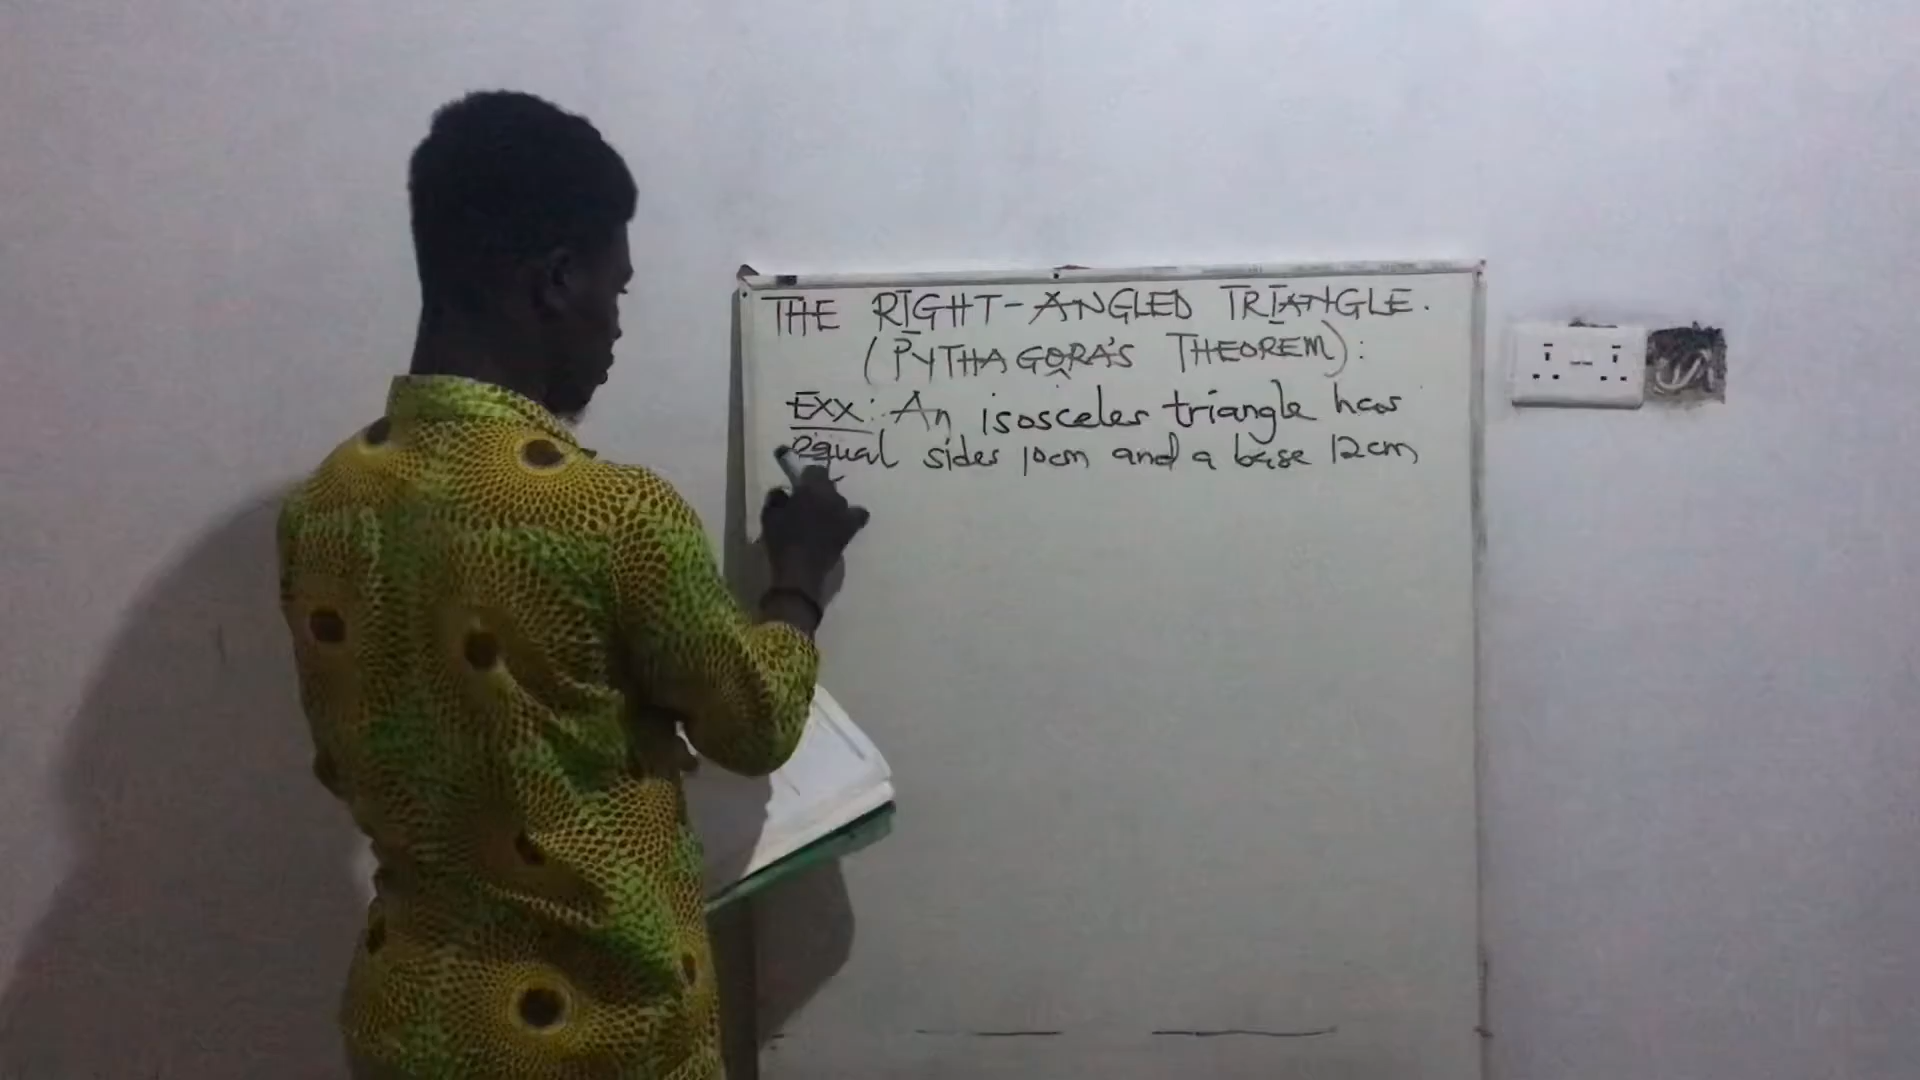 THE RIGHT-ANGLED TRIANGLE.
(PYTHAGORA'S THEOREM):
Exx: An isosceles triangle has
equal sides 10cm and a base 12cm